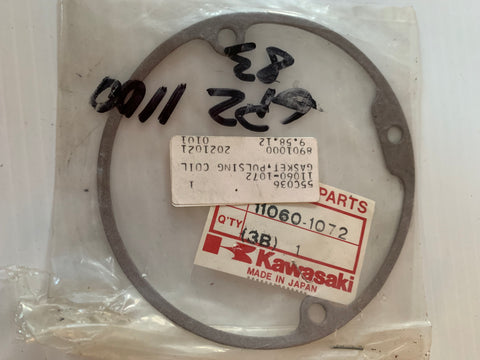 83
GPZ 1100
55C036 1
11060-1072
GASKET,PULSING COIL
8901000 2021021
9.58.12 0101
PARTS
11060-1072
Q'TY
(3B) 1
Kawasaki
MADE IN JAPAN